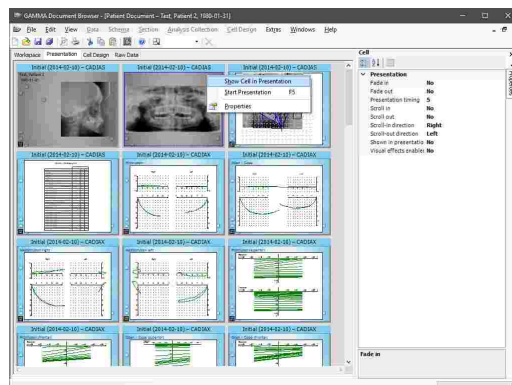 GAMMA Document Browser - [Patient Document – Test, Patient 2, 1980-01-31]
File Edit View Data Schema Section Analysis Collection Cell Design Extras Windows Help
Workspace Presentation Cell Design Raw Data
Initial (2014-02-10) – CADIAX
Initial (2014-02-10) – CADIAX
Initial (2014-02-10) – CADIAX
Show Cell in Presentation
Start Presentation F5
Properties
Initial (2014-02-10) – CADIAX
Initial (2014-02-10) – CADIAX
Initial (2014-02-10) – CADIAX
Initial (2014-02-10) – CADIAX
Initial (2014-02-10) – CADIAX
Initial (2014-02-10) – CADIAX
Initial (2014-02-10) – CADIAX
Initial (2014-02-10) – CADIAX
Initial (2014-02-10) – CADIAX
Cell
Presentation
Fade in No
Fade out No
Presentation timing 5
Scroll in No
Scroll out No
Scroll-in direction Right
Scroll-out direction Left
Shown in presentatio No
Visual effects enable No
Fade in
Properties